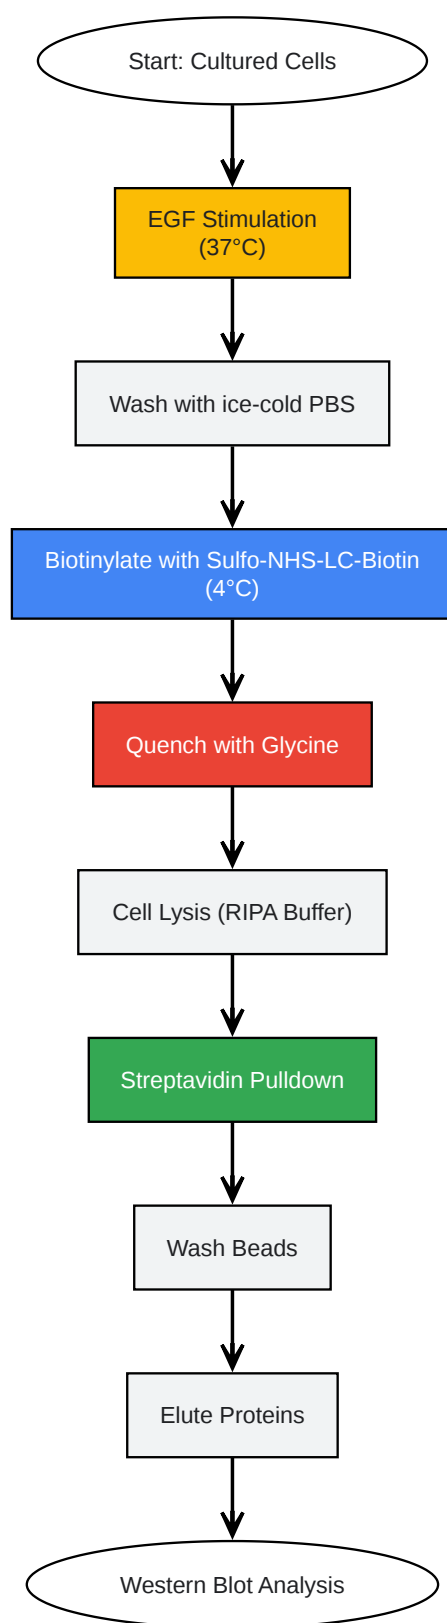 Start: Cultured Cells
EGF Stimulation
(37°C)
Wash with ice-cold PBS
Biotinylate with Sulfo-NHS-LC-Biotin
(4°C)
Quench with Glycine
Cell Lysis (RIPA Buffer)
Streptavidin Pulldown
Wash Beads
Elute Proteins
Western Blot Analysis